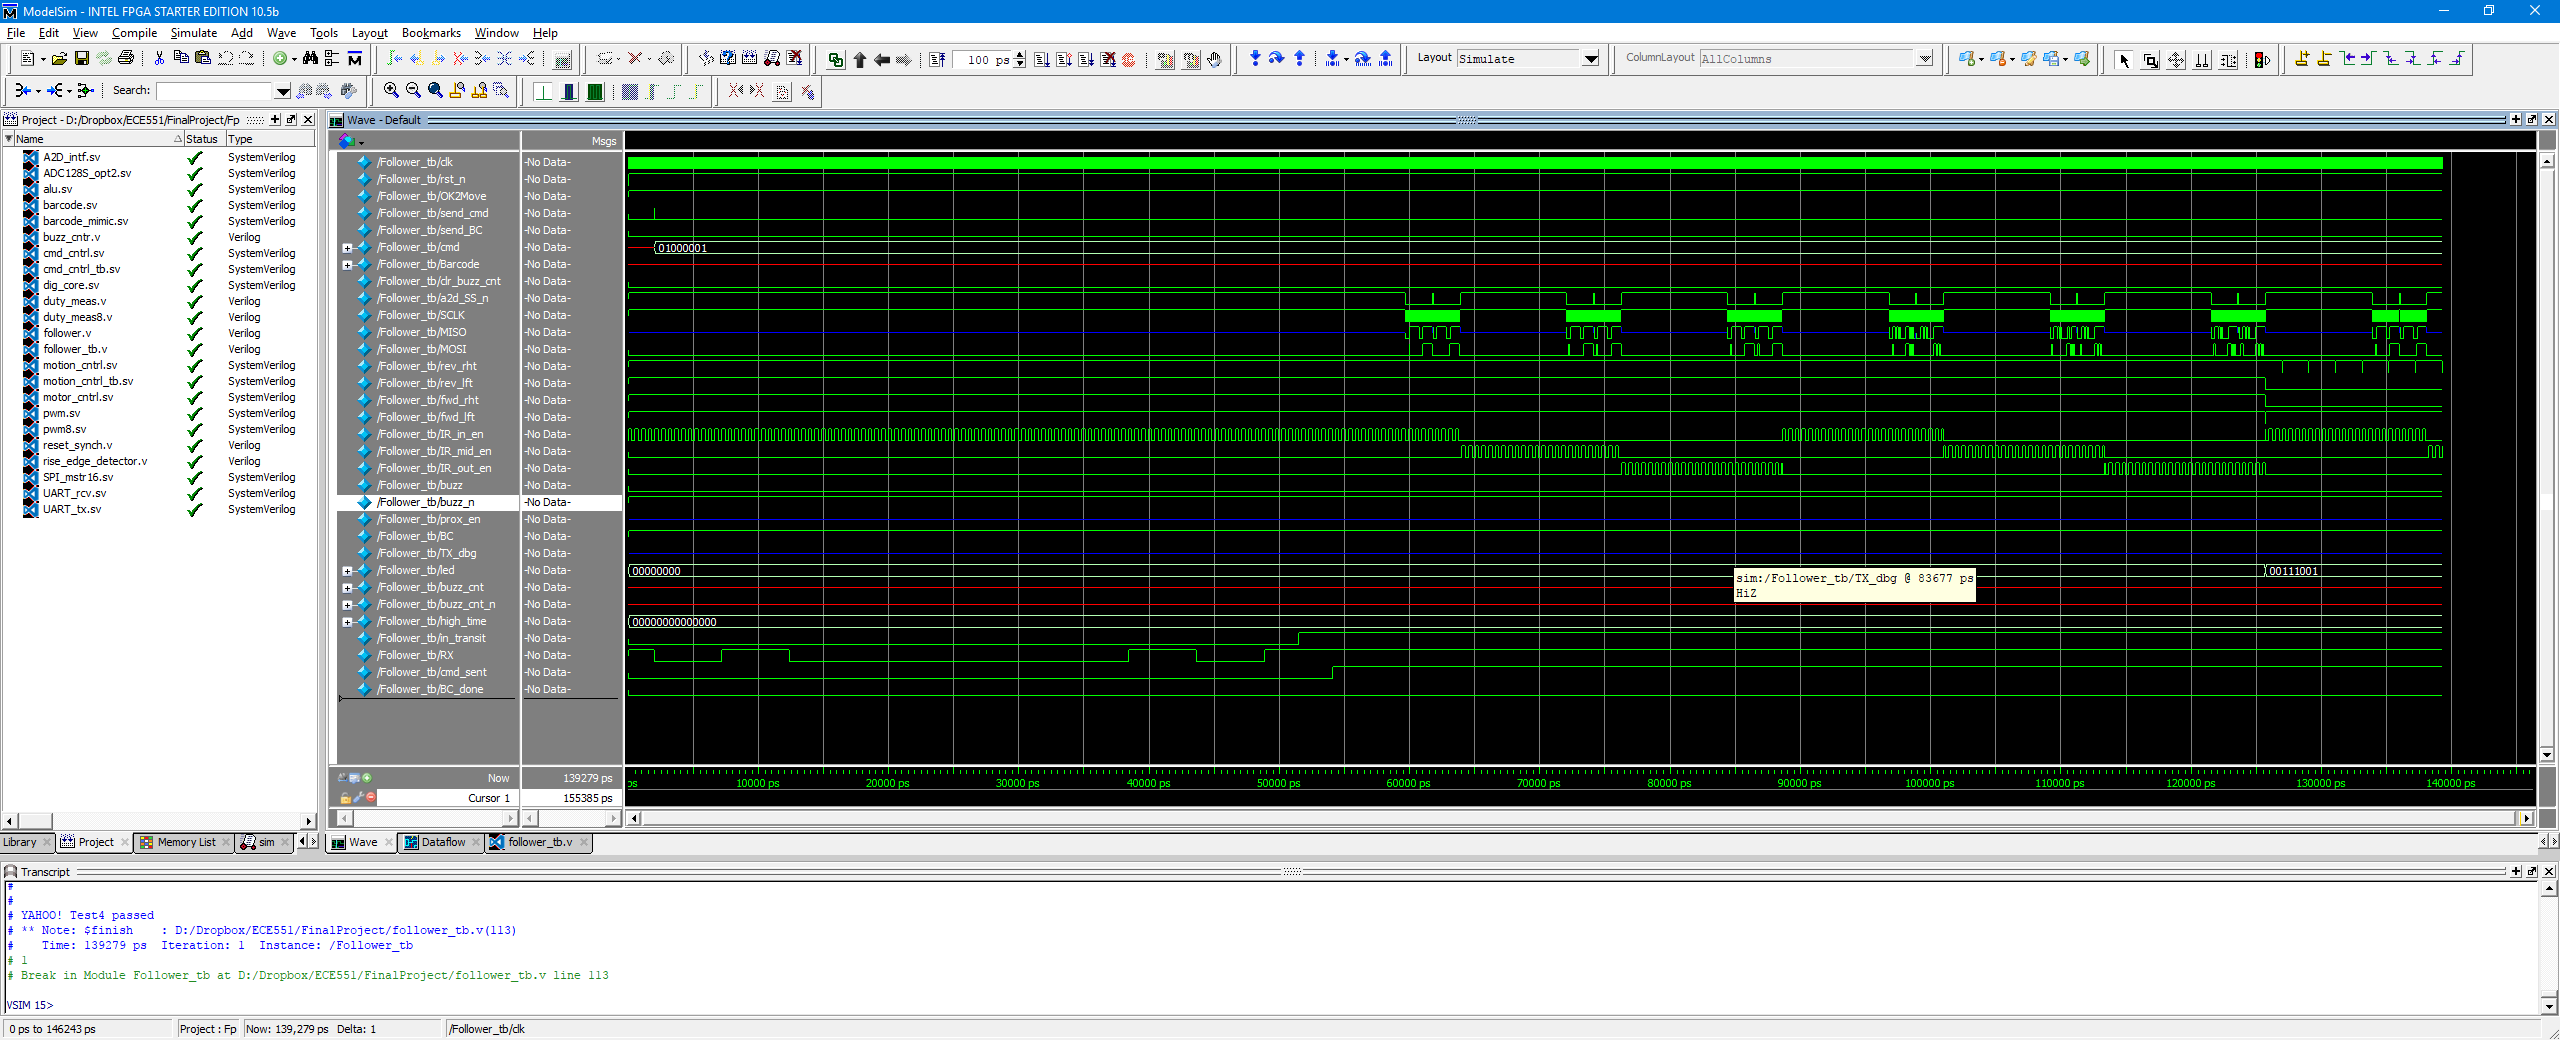 ModelSim - INTEL FPGA STARTER EDITION 10.5b
File Edit View Compile Simulate Add Wave Tools Layout Bookmarks Window Help
100 ps
Layout Simulate
ColumnLayout AllColumns
Search:
Project - D:/Dropbox/ECE551/FinalProject/Fp
Name Status Type
A2D_intf.sv SystemVerilog
ADC128S_opt2.sv SystemVerilog
alu.sv SystemVerilog
barcode.sv SystemVerilog
barcode_mimic.sv SystemVerilog
buzz_cntr.v Verilog
cmd_cntrl.sv SystemVerilog
cmd_cntrl_tb.sv SystemVerilog
dig_core.sv SystemVerilog
duty_meas.v Verilog
duty_meas8.v Verilog
follower.v Verilog
follower_tb.v Verilog
motion_cntrl.sv SystemVerilog
motion_cntrl_tb.sv SystemVerilog
motor_cntrl.sv SystemVerilog
pwm.sv SystemVerilog
pwm8.sv SystemVerilog
reset_synch.v Verilog
rise_edge_detector.v Verilog
SPI_mstr16.sv SystemVerilog
UART_rcv.sv SystemVerilog
UART_tx.sv SystemVerilog
Library Project Memory List sim
Wave - Default
Msgs
/Follower_tb/clk -No Data-
/Follower_tb/rst_n -No Data-
/Follower_tb/OK2Move -No Data-
/Follower_tb/send_cmd -No Data-
/Follower_tb/send_BC -No Data-
/Follower_tb/cmd -No Data- 01000001
/Follower_tb/Barcode -No Data-
/Follower_tb/clr_buzz_cnt -No Data-
/Follower_tb/a2d_SS_n -No Data-
/Follower_tb/SCLK -No Data-
/Follower_tb/MISO -No Data-
/Follower_tb/MOSI -No Data-
/Follower_tb/rev_rht -No Data-
/Follower_tb/rev_lft -No Data-
/Follower_tb/fwd_rht -No Data-
/Follower_tb/fwd_lft -No Data-
/Follower_tb/IR_in_en -No Data-
/Follower_tb/IR_mid_en -No Data-
/Follower_tb/IR_out_en -No Data-
/Follower_tb/buzz -No Data-
/Follower_tb/buzz_n -No Data-
/Follower_tb/prox_en -No Data-
/Follower_tb/BC -No Data-
/Follower_tb/TX_dbg -No Data-
/Follower_tb/led -No Data- 00000000 00111001
/Follower_tb/buzz_cnt -No Data-
/Follower_tb/buzz_cnt_n -No Data-
/Follower_tb/high_time -No Data- 00000000000000
/Follower_tb/in_transit -No Data-
/Follower_tb/RX -No Data-
/Follower_tb/cmd_sent -No Data-
/Follower_tb/BC_done -No Data-
sim:/Follower_tb/TX_dbg @ 83677 ps
HiZ
Now 139279 ps
Cursor 1 155385 ps
ps 10000 ps 20000 ps 30000 ps 40000 ps 50000 ps 60000 ps 70000 ps 80000 ps 90000 ps 100000 ps 110000 ps 120000 ps 130000 ps 140000 ps
Wave Dataflow follower_tb.v
Transcript
#
#
# YAHOO! Test4 passed
# ** Note: $finish : D:/Dropbox/ECE551/FinalProject/follower_tb.v(113)
# Time: 139279 ps Iteration: 1 Instance: /Follower_tb
# 1
# Break in Module Follower_tb at D:/Dropbox/ECE551/FinalProject/follower_tb.v line 113
VSIM 15>
0 ps to 146243 ps Project : Fp Now: 139,279 ps Delta: 1 /Follower_tb/clk